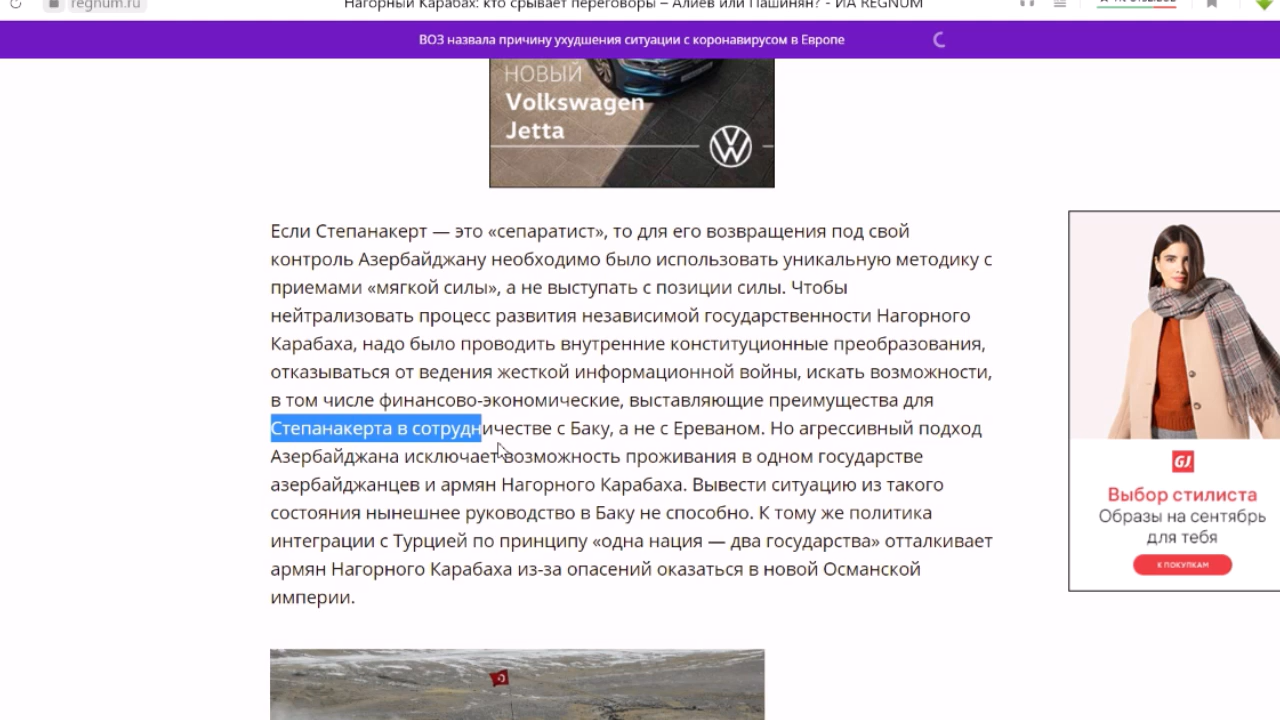 regnum.ru
Нагорный Карабах: кто срывает переговоры – Алиев или Пашинян? - ИА REGNUM
ВОЗ назвала причину ухудшения ситуации с коронавирусом в Европе
НОВЫЙ
Volkswagen
Jetta
Если Степанакерт — это «сепаратист», то для его возвращения под свой
контроль Азербайджану необходимо было использовать уникальную методику с
приемами «мягкой силы», а не выступать с позиции силы. Чтобы
нейтрализовать процесс развития независимой государственности Нагорного
Карабаха, надо было проводить внутренние конституционные преобразования,
отказываться от ведения жесткой информационной войны, искать возможности,
в том числе финансово-экономические, выставляющие преимущества для
Степанакерта в сотрудничестве с Баку, а не с Ереваном. Но агрессивный подход
Азербайджана исключает возможность проживания в одном государстве
азербайджанцев и армян Нагорного Карабаха. Вывести ситуацию из такого
состояния нынешнее руководство в Баку не способно. К тому же политика
интеграции с Турцией по принципу «одна нация — два государства» отталкивает
армян Нагорного Карабаха из-за опасений оказаться в новой Османской
империи.
GJ
Выбор стилиста
Образы на сентябрь
для тебя
К ПОКУПКАМ